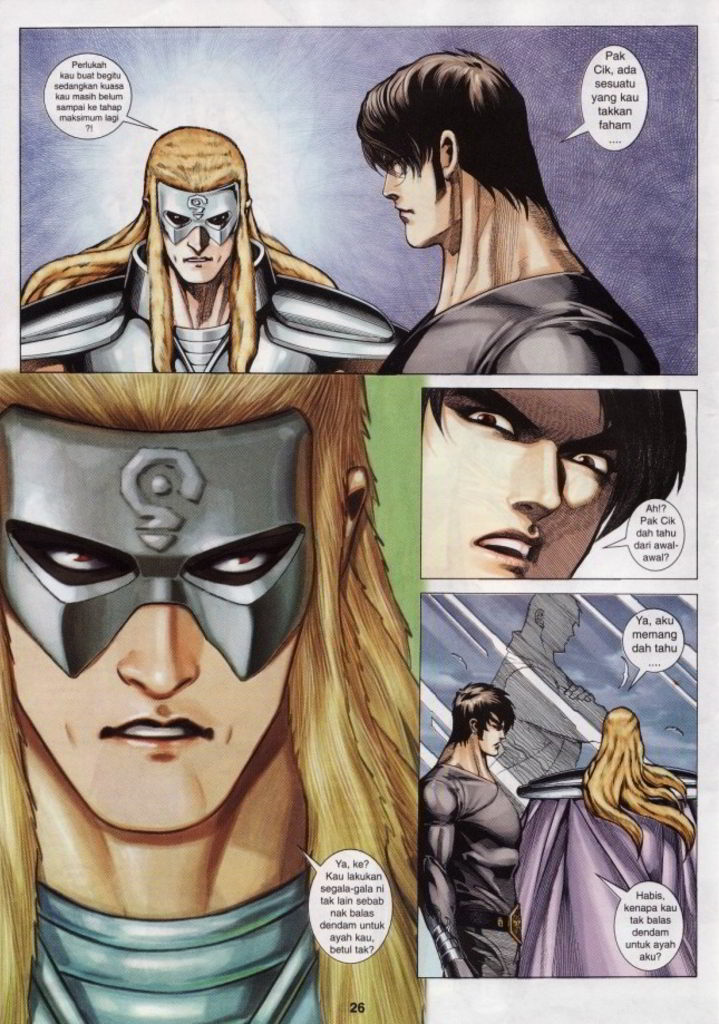 Perlukah
kau buat begitu
sedangkan kuasa
kau masih belum
sampai ke tahap
maksimum lagi
?!
Pak
Cik, ada
sesuatu
yang kau
takkan
faham
....
Ya, ke?
Kau lakukan
segala-gala ni
tak lain sebab
nak balas
dendam untuk
ayah kau,
betul tak?
Ah!?
Pak Cik
dah tahu
dari awal-
awal?
Ya, aku
memang
dah tahu
....
Habis,
kenapa kau
tak balas
dendam
untuk ayah
aku?
26